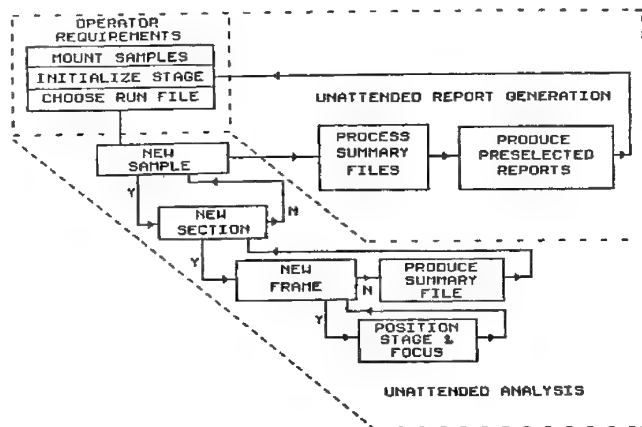 OPERATOR
REQUIREMENTS
MOUNT SAMPLES
INITIALIZE STAGE
CHOOSE RUN FILE
UNATTENDED REPORT GENERATION
NEW
SAMPLE
PROCESS
SUMMARY
FILES
PRODUCE
PRESELECTED
REPORTS
Y
N
NEW
SECTION
Y
NEW
FRAME
N
PRODUCE
SUMMARY
FILE
Y
POSITION
STAGE &
FOCUS
UNATTENDED ANALYSIS